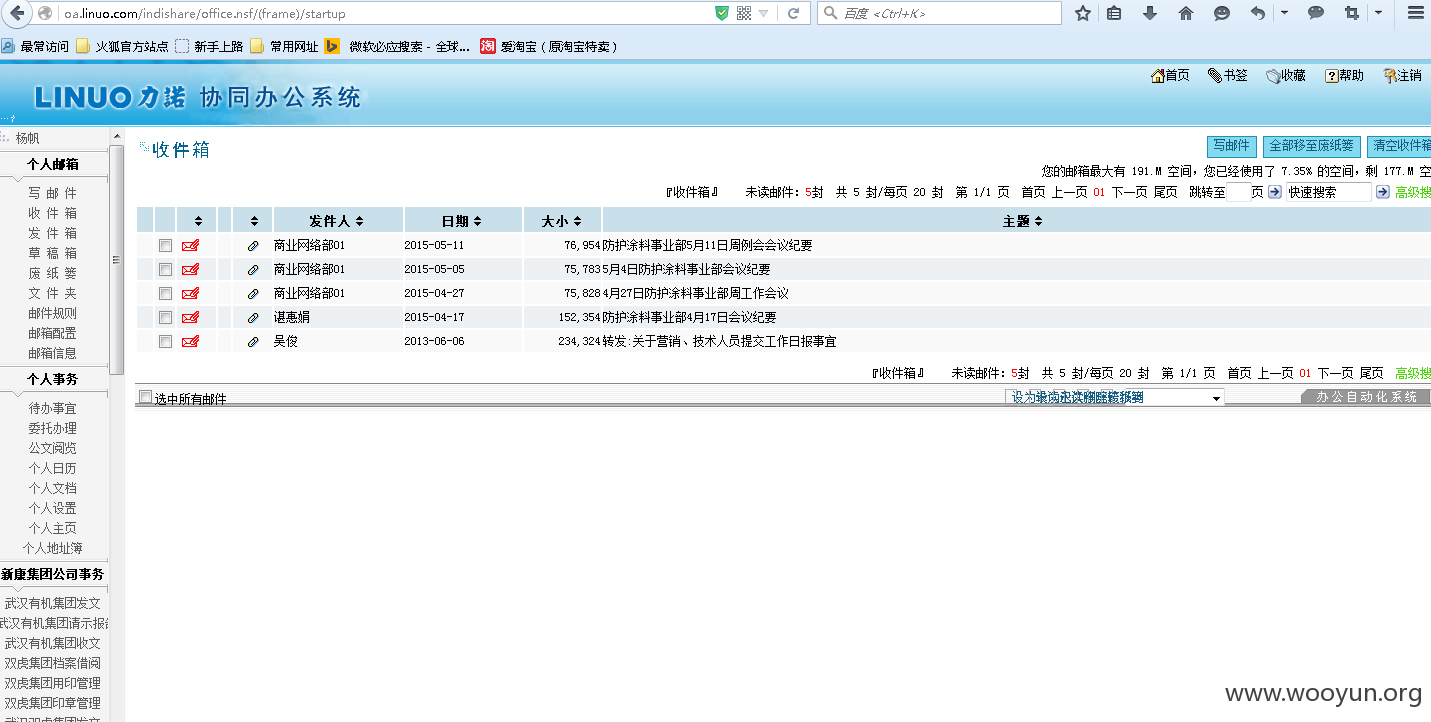 oa.linuo.com/indishare/office.nsf/(frame)/startup
百度 <Ctrl+K>
最常访问 火狐官方站点 新手上路 常用网址 微软必应搜索 - 全球... 爱淘宝（原淘宝特卖）
首页 书签 收藏 帮助 注销
LINUO 力诺 协同办公系统
杨帆
个人邮箱
写 邮 件
收 件 箱
发 件 箱
草 稿 箱
废 纸 篓
文 件 夹
邮件规则
邮箱配置
邮箱信息
个人事务
待办事宜
委托办理
公文阅览
个人日历
个人文档
个人设置
个人主页
个人地址簿
新康集团公司事务
武汉有机集团发文
武汉有机集团请示报告
武汉有机集团收文
双虎集团档案借阅
双虎集团用印管理
双虎集团印章管理
武汉双虎集团发文
收件箱
写邮件 全部移至废纸篓 清空收件箱
您的邮箱最大有 191.M 空间，您已经使用了 7.35% 的空间，剩 177.M 空
『收件箱』 未读邮件：5封 共 5 封/每页 20 封 第 1/1 页 首页 上一页 01 下一页 尾页 跳转至 页 快速搜索 高级搜
发件人 日期 大小 主题
商业网络部01 2015-05-11 76,954 防护涂料事业部5月11日周例会会议纪要
商业网络部01 2015-05-05 75,783 5月4日防护涂料事业部会议纪要
商业网络部01 2015-04-27 75,828 4月27日防护涂料事业部周工作会议
谌惠娟 2015-04-17 152,354 防护涂料事业部4月17日会议纪要
吴俊 2013-06-06 234,324 转发:关于营销、技术人员提交工作日报事宜
『收件箱』 未读邮件：5封 共 5 封/每页 20 封 第 1/1 页 首页 上一页 01 下一页 尾页 高级搜
选中所有邮件
办公自动化系统
www.wooyun.org